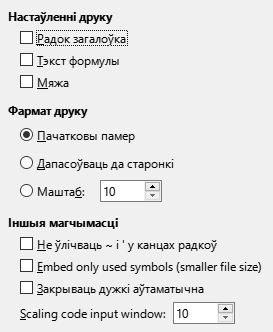 Настаўленні друку
Радок загалоўка
Тэкст формулы
Мяжа
Фармат друку
Пачатковы памер
Дапасоўваць да старонкі
Маштаб: 10
Іншыя магчымасці
Не ўлічваць ~ і ' у канцах радкоў
Embed only used symbols (smaller file size)
Закрываць дужкі аўтаматычна
Scaling code input window: 10